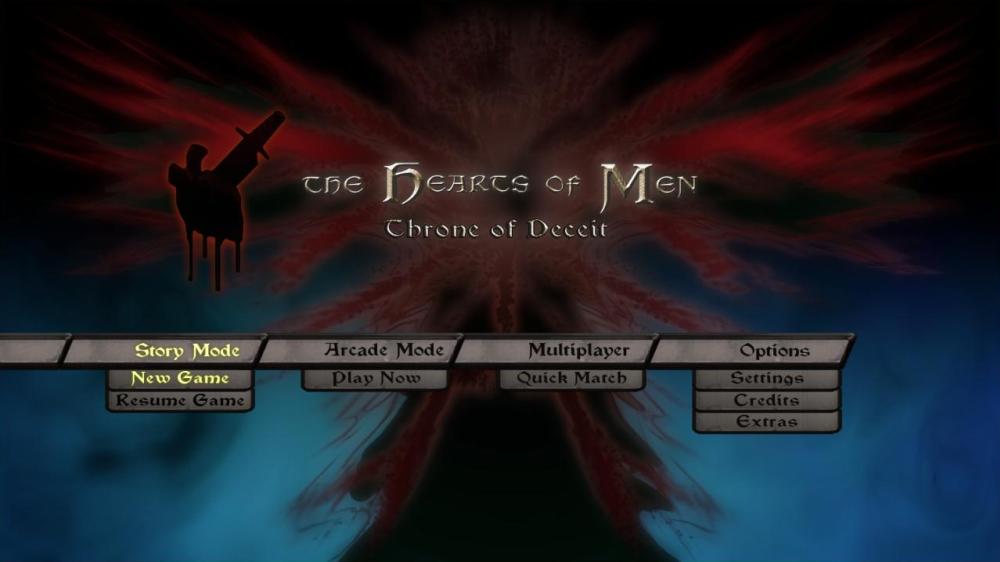 the Hearts of Men
Throne of Deceit
Story Mode
Arcade Mode
Multiplayer
Options
New Game
Play Now
Quick Match
Settings
Resume Game
Credits
Extras